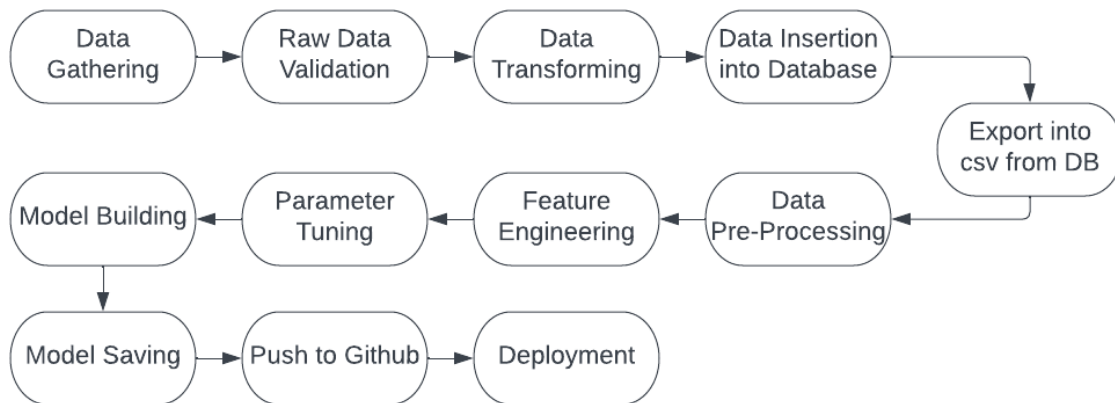 Data
Gathering
Raw Data
Validation
Data
Transforming
Data Insertion
into Database
Export into
csv from DB
Data
Pre-Processing
Feature
Engineering
Parameter
Tuning
Model Building
Model Saving
Push to Github
Deployment